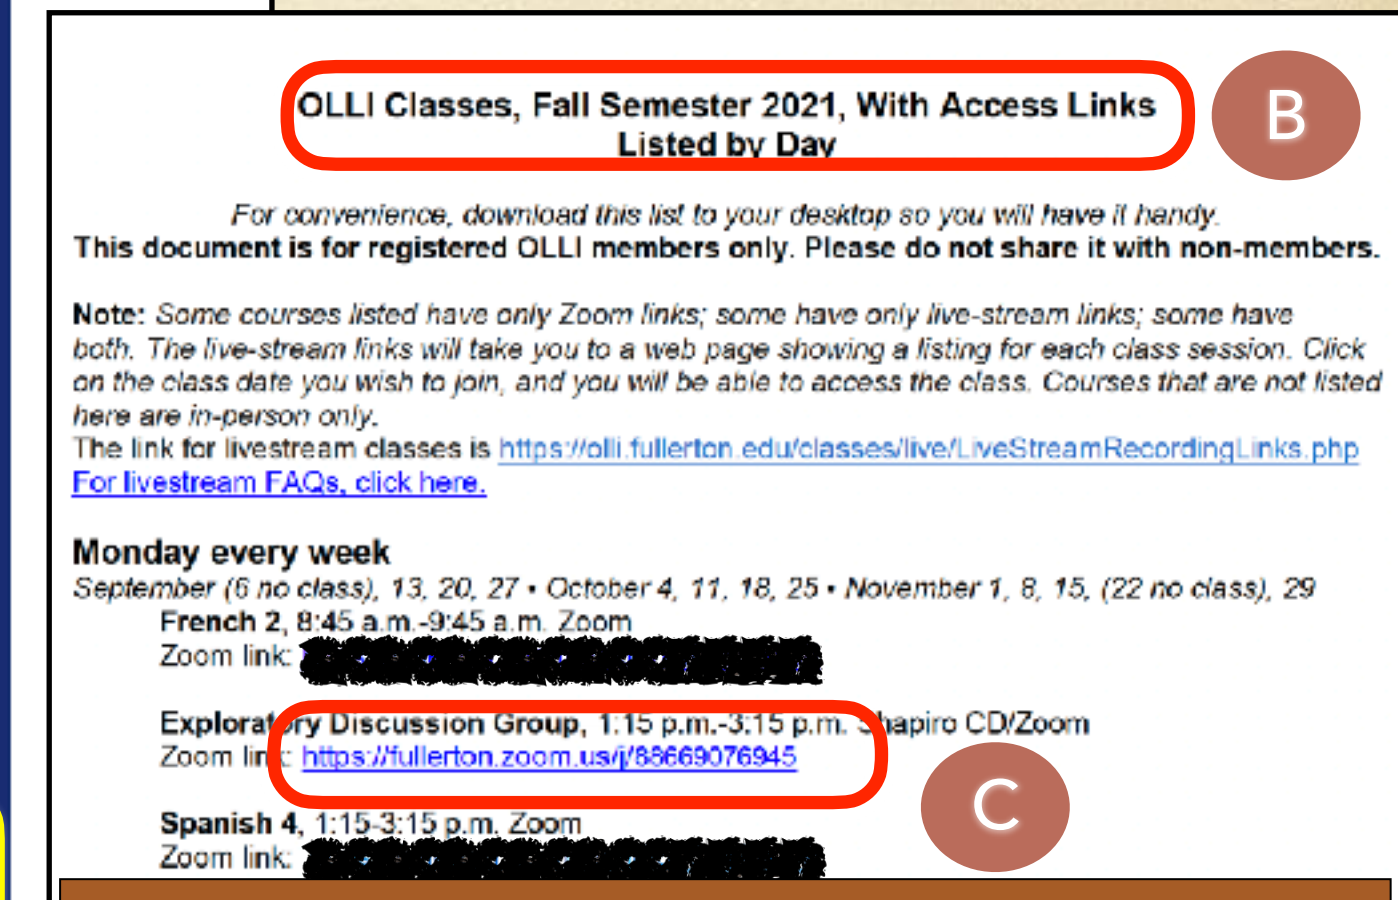 OLLI Classes, Fall Semester 2021, With Access Links
Listed by Day
B
For convenience, download this list to your desktop so you will have it handy.
This document is for registered OLLI members only. Please do not share it with non-members.
Note: Some courses listed have only Zoom links; some have only live-stream links; some have
both. The live-stream links will take you to a web page showing a listing for each class session. Click
on the class date you wish to join, and you will be able to access the class. Courses that are not listed
here are in-person only.
The link for livestream classes is https://olli.fullerton.edu/classes/live/LiveStreamRecordingLinks.php
For livestream FAQs, click here.
Monday every week
September (6 no class), 13, 20, 27 • October 4, 11, 18, 25 • November 1, 8, 15, (22 no class), 29
French 2, 8:45 a.m.-9:45 a.m. Zoom
Zoom link:
Exploratory Discussion Group, 1:15 p.m.-3:15 p.m. Shapiro CD/Zoom
Zoom link: https://fullerton.zoom.us/j/88669076945
C
Spanish 4, 1:15-3:15 p.m. Zoom
Zoom link: